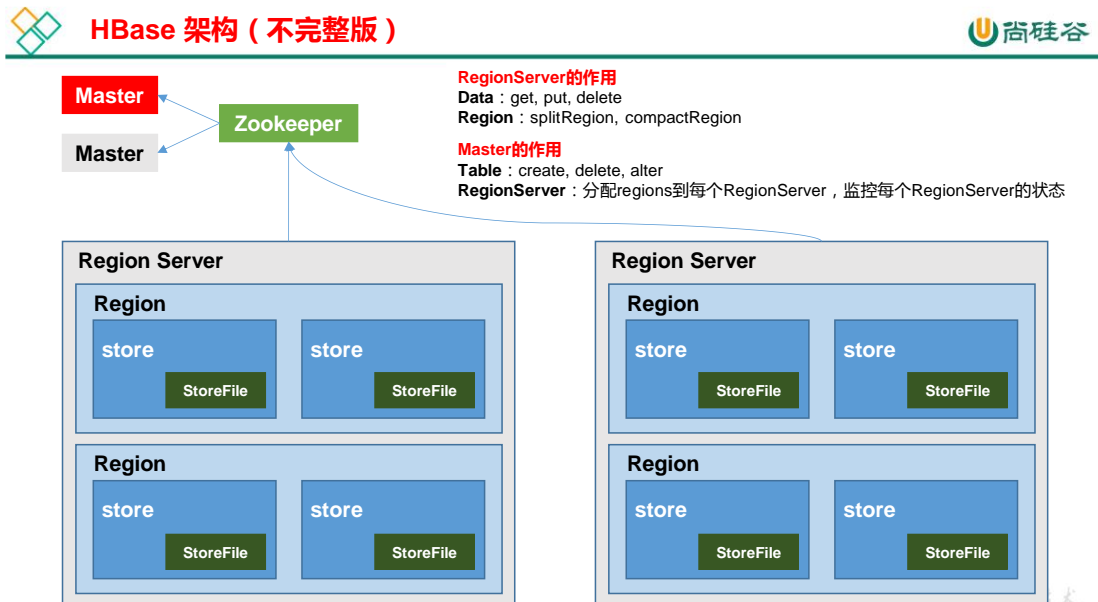 HBase 架构（不完整版）
尚硅谷
Master
Master
Zookeeper
RegionServer的作用
Data：get, put, delete
Region：splitRegion, compactRegion
Master的作用
Table：create, delete, alter
RegionServer：分配regions到每个RegionServer，监控每个RegionServer的状态
Region Server
Region
store
StoreFile
store
StoreFile
Region
store
StoreFile
store
StoreFile
Region Server
Region
store
StoreFile
store
StoreFile
Region
store
StoreFile
store
StoreFile